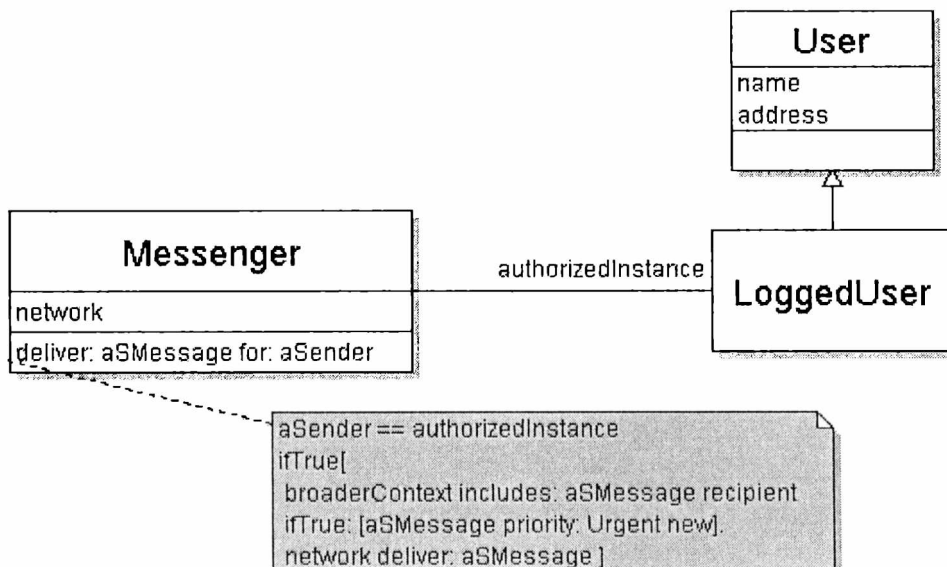 User
name
address
Messenger
network
deliver: aSMessage for: aSender
authorizedInstance
LoggedUser
aSender == authorizedInstance
ifTrue[
broaderContext includes: aSMessage recipient
ifTrue: [aSMessage priority: Urgent new].
network deliver: aSMessage ]